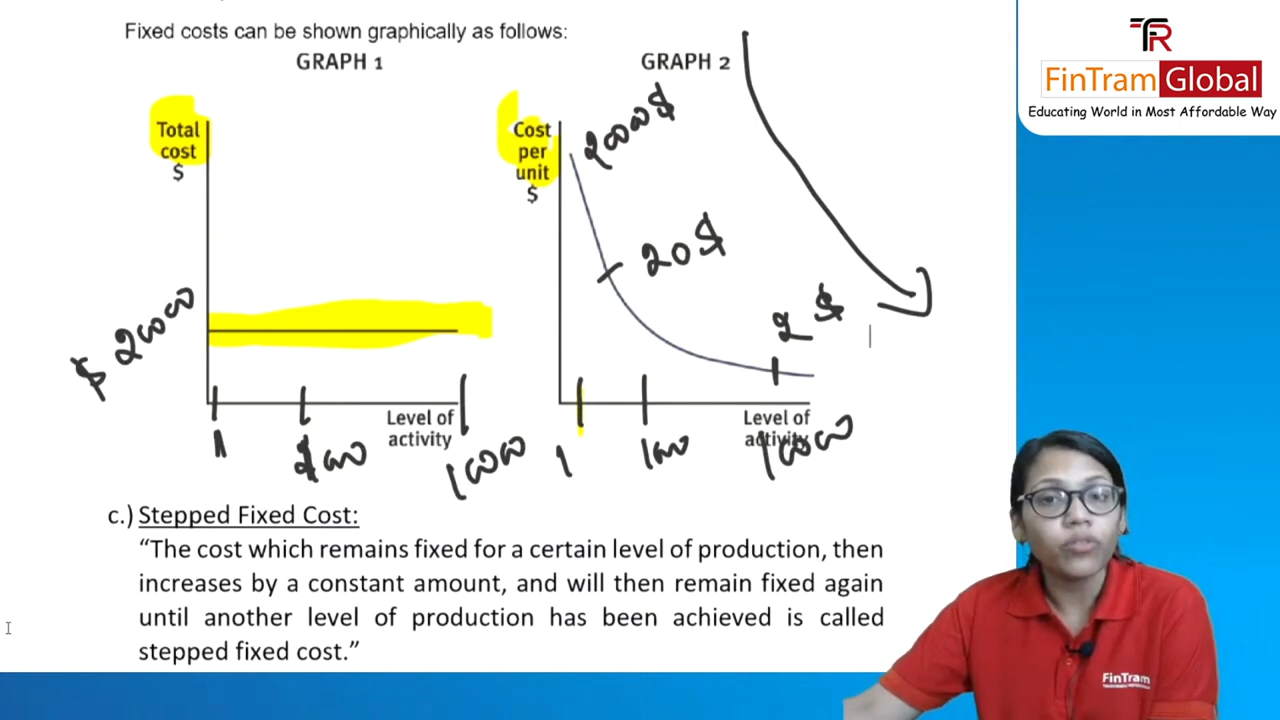 Fixed costs can be shown graphically as follows:
GRAPH 1
GRAPH 2
TR
FinTram Global
Educating World in Most Affordable Way
Total
cost
$
Cost
per
unit
$
2000$
20 $
2 $
$ 2000
Level of
activity
Level of
activity
1
100
1000
1
100
1000
c.) Stepped Fixed Cost:
“The cost which remains fixed for a certain level of production, then
increases by a constant amount, and will then remain fixed again
until another level of production has been achieved is called
stepped fixed cost.”
FinTram